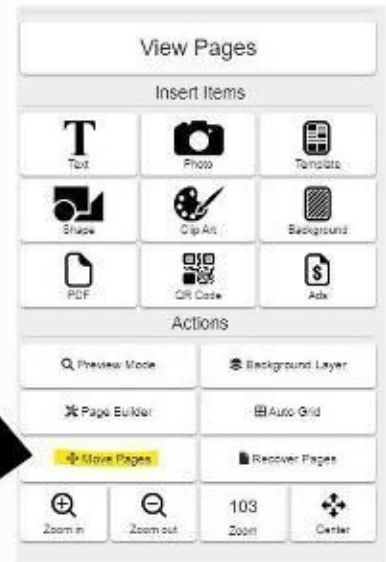 View Pages
Insert Items
Text Photo Template
Shape Clip Art Background
PDF QR Code Ads
Actions
Preview Mode Background Layer
Page Builder Auto Grid
Move Pages Recover Pages
103
Zoom in Zoom out Zoom Center